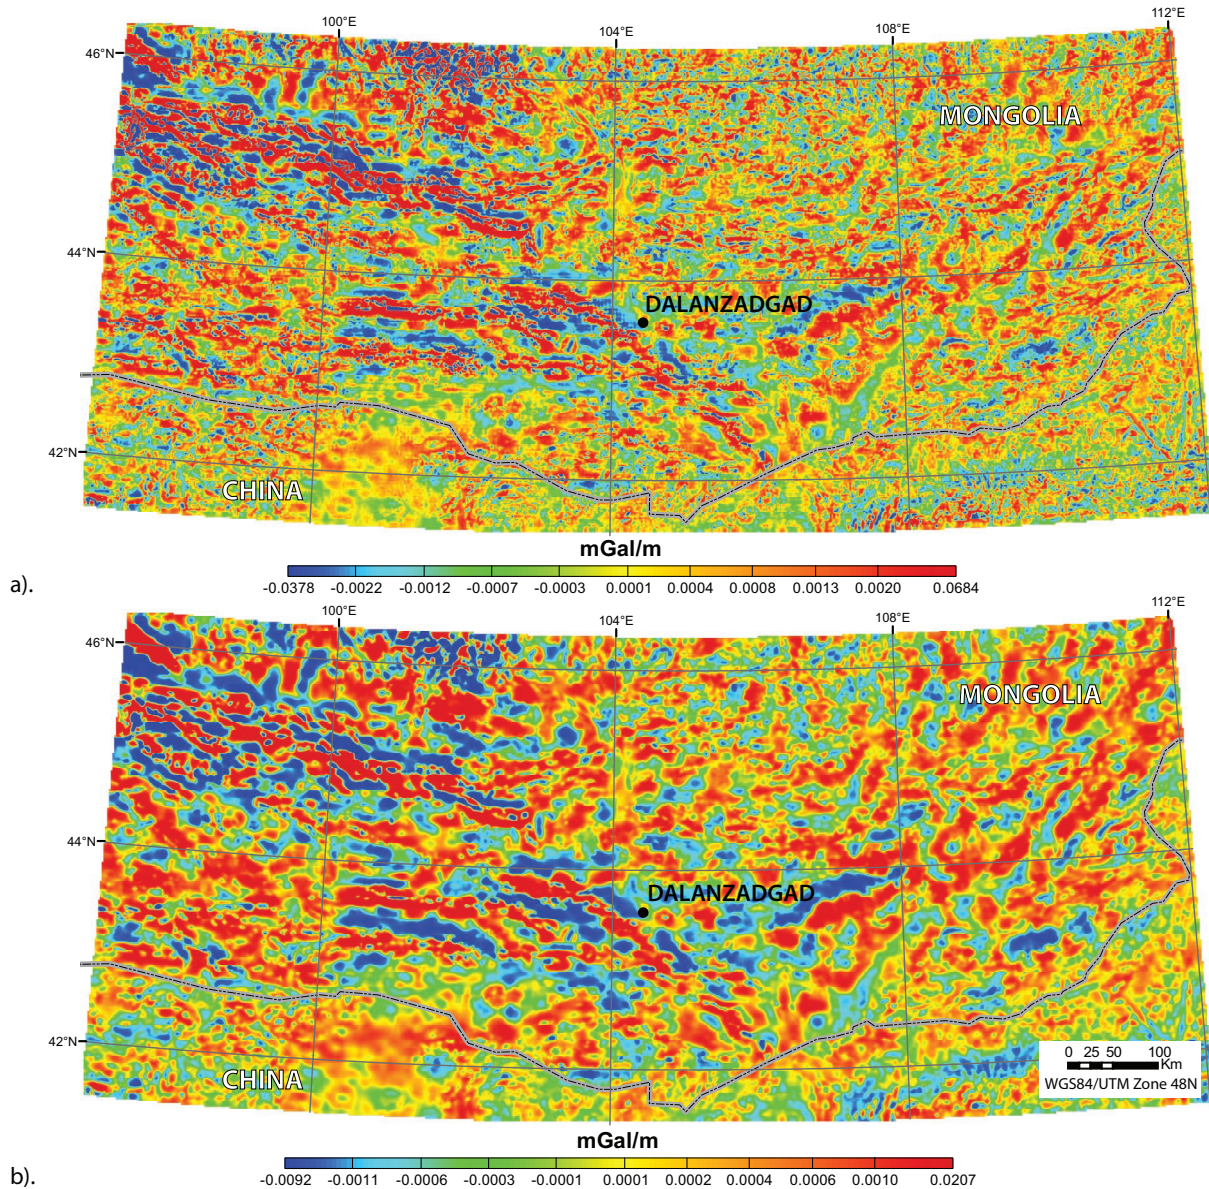 100°E
104°E
108°E
112°E
46°N
MONGOLIA
44°N
DALANZADGAD
42°N
CHINA
mGal/m
a).
-0.0378 -0.0022 -0.0012 -0.0007 -0.0003 0.0001 0.0004 0.0008 0.0013 0.0020 0.0684
100°E
104°E
108°E
112°E
46°N
MONGOLIA
44°N
DALANZADGAD
42°N
CHINA
0 25 50 100
Km
WGS84/UTM Zone 48N
mGal/m
b).
-0.0092 -0.0011 -0.0006 -0.0003 -0.0001 0.0001 0.0002 0.0004 0.0006 0.0010 0.0207